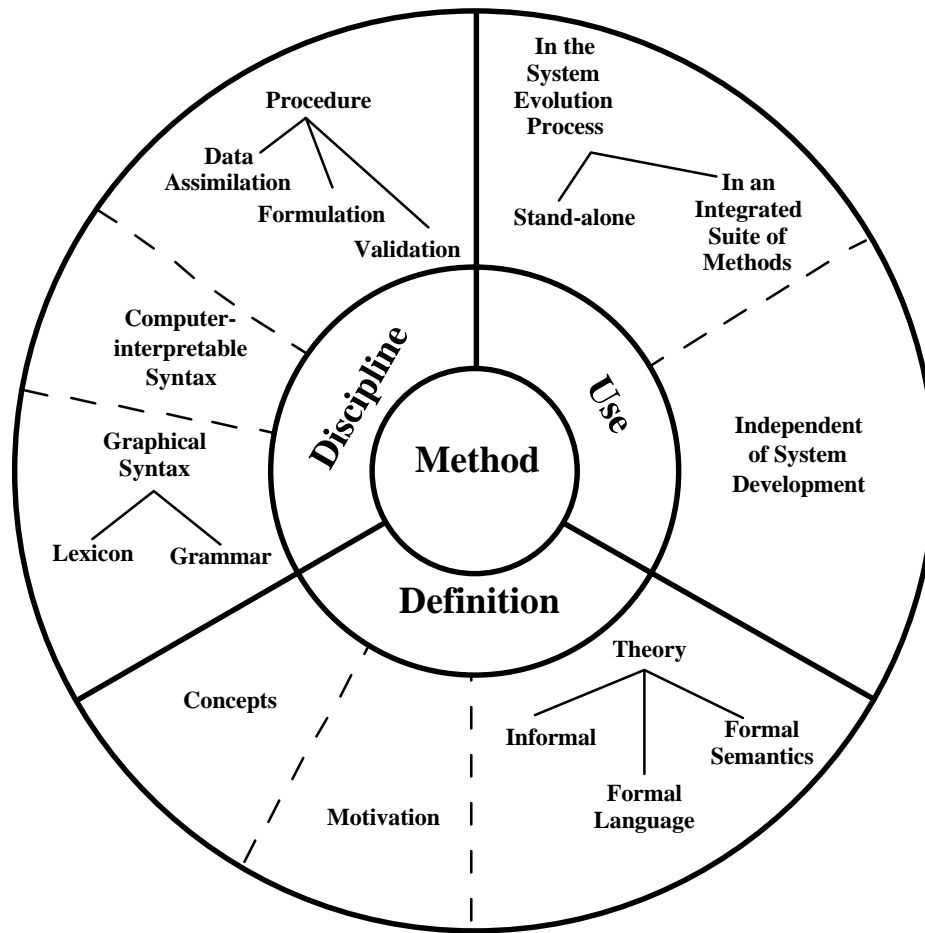 In the
System
Evolution
Process
Procedure
Data
Assimilation
Formulation
Validation
Stand-alone
In an
Integrated
Suite of
Methods
Computer-
interpretable
Syntax
Discipline
Use
Method
Graphical
Syntax
Lexicon
Grammar
Independent
of System
Development
Definition
Concepts
Motivation
Theory
Informal
Formal
Language
Formal
Semantics